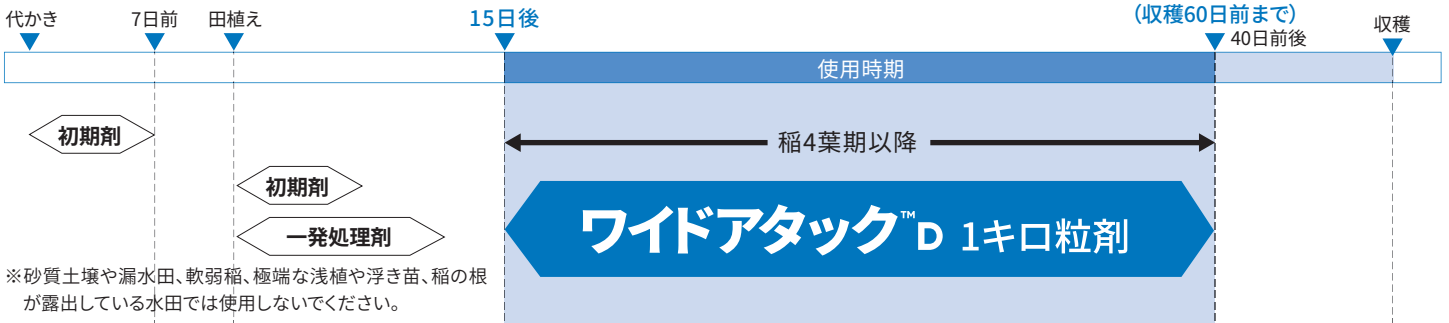 代かき
7日前
田植え
15日後
(収穫60日前まで)
40日前後
収穫
使用時期
初期剤
稲4葉期以降
初期剤
一発処理剤
ワイドアタック™D 1キロ粒剤
※砂質土壌や漏水田、軟弱稲、極端な浅植や浮き苗、稲の根
が露出している水田では使用しないでください。